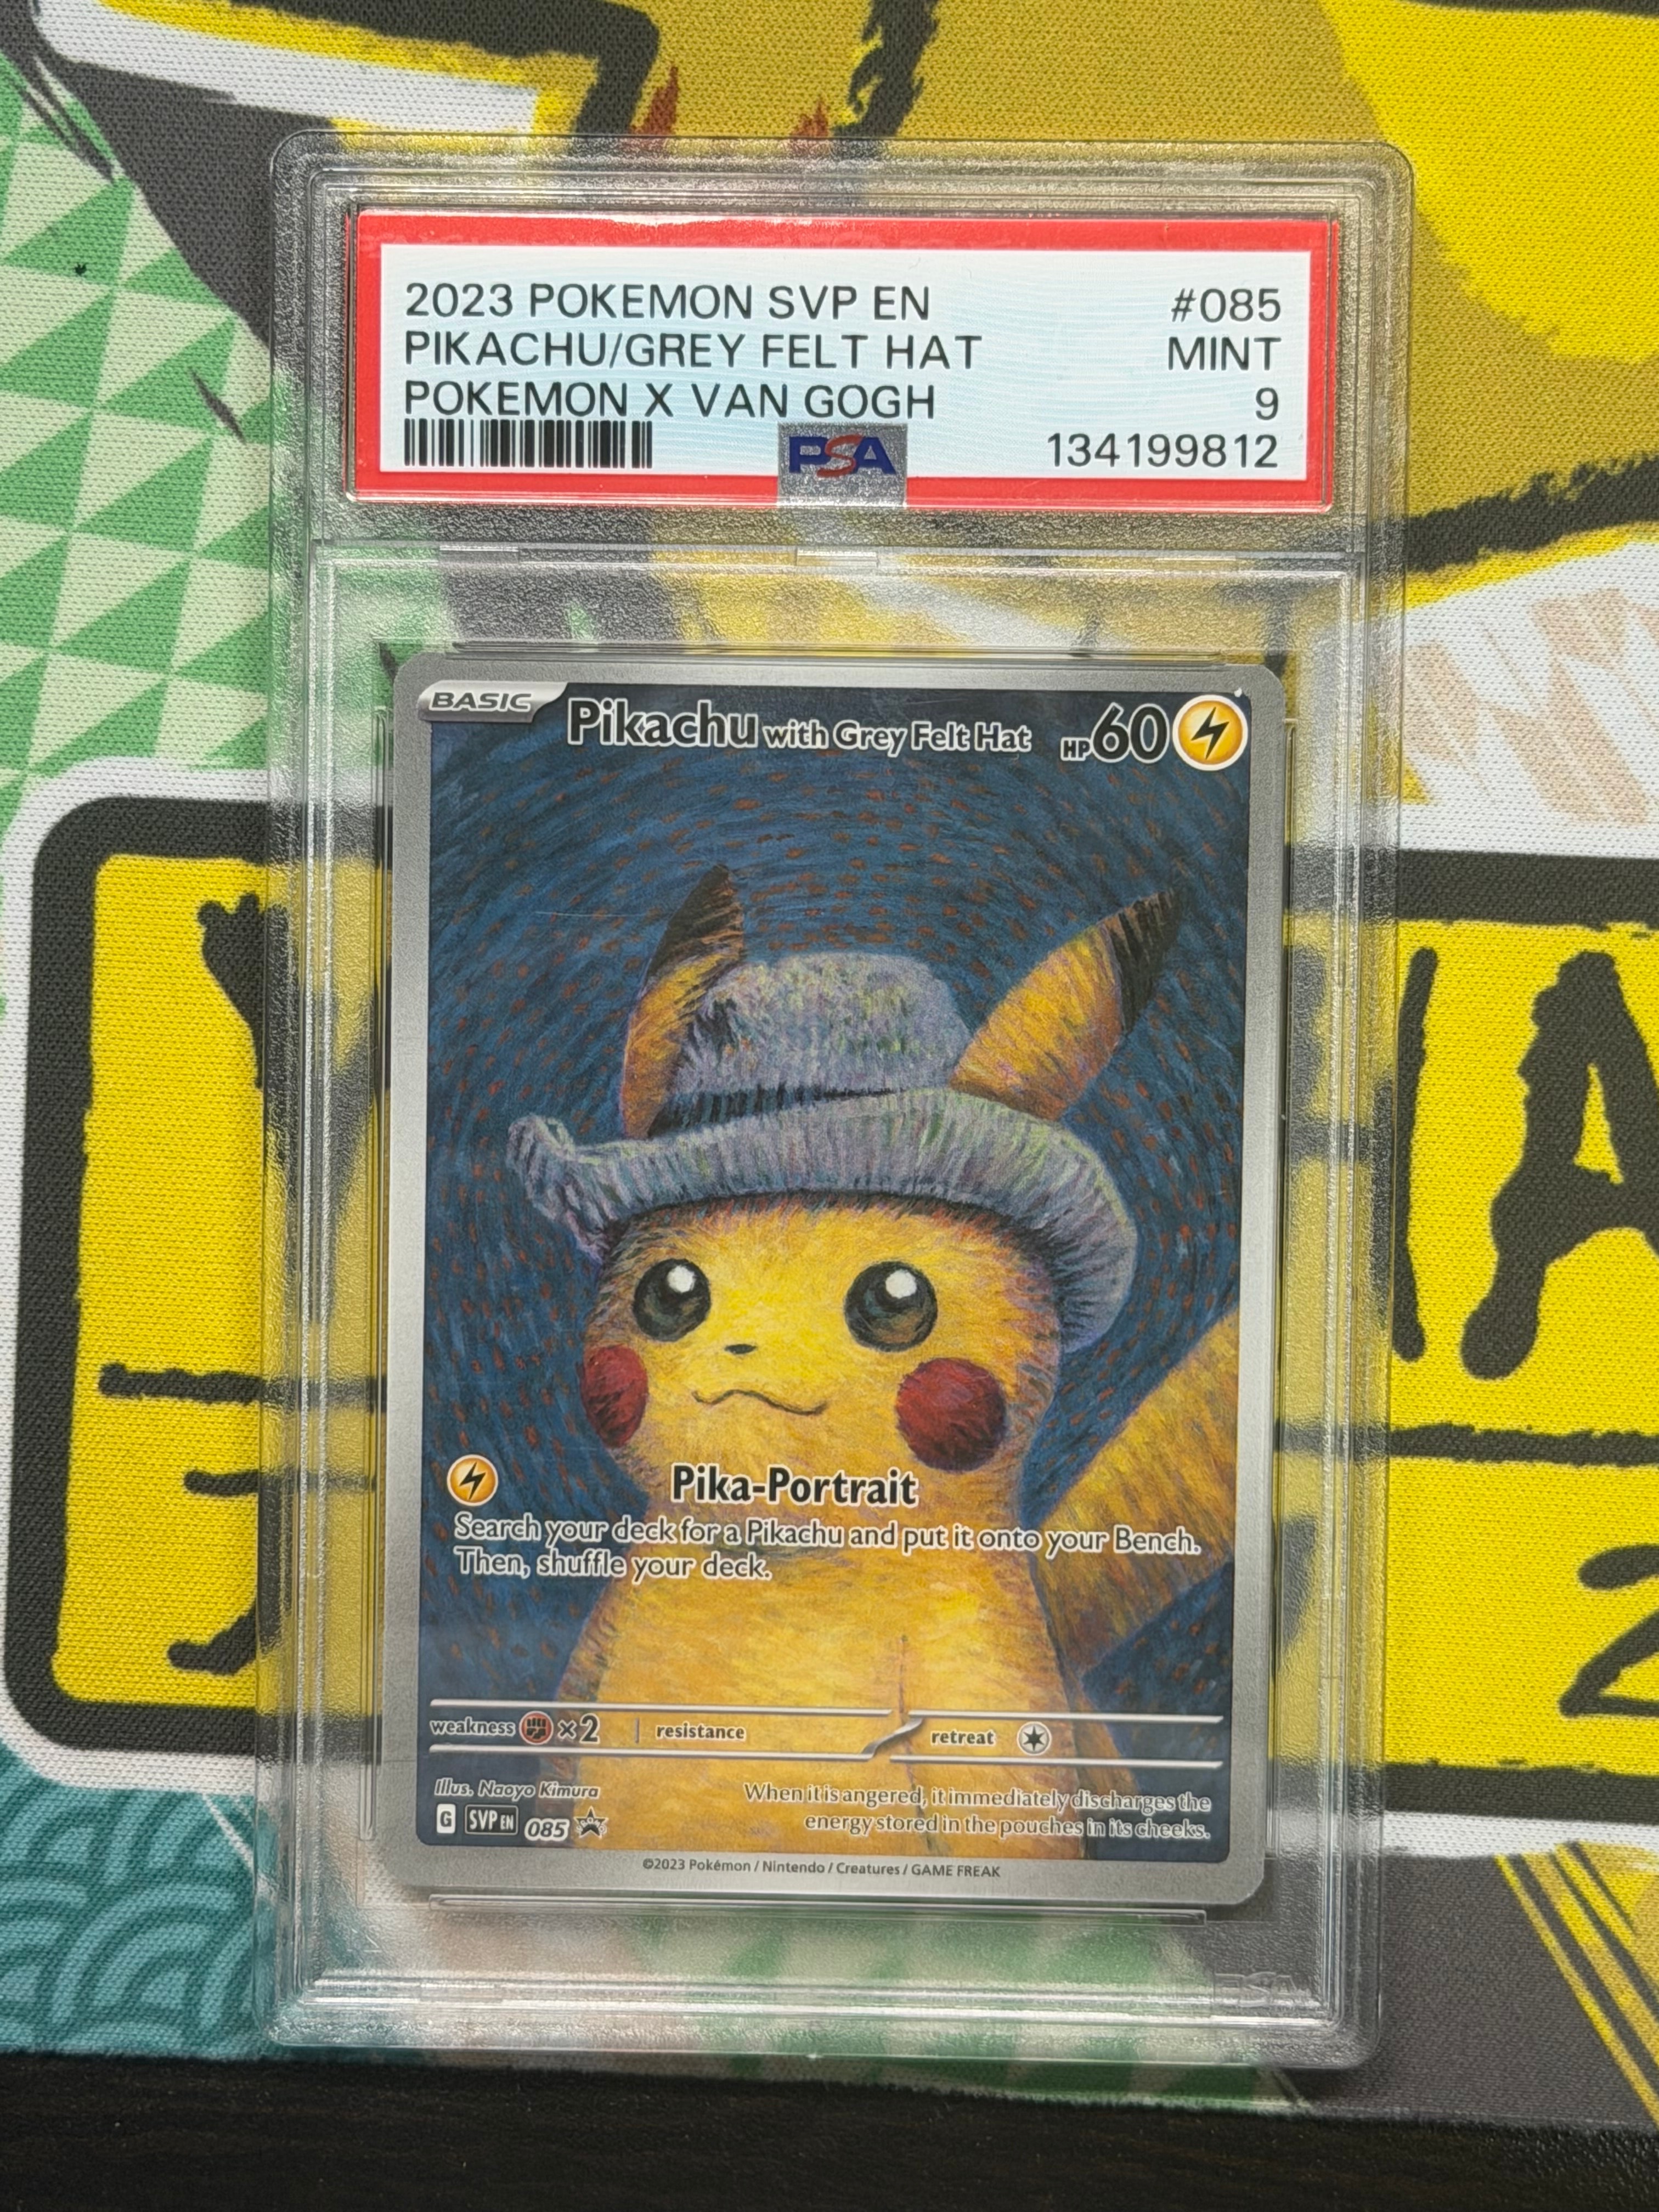 2023 POKEMON SVP EN #085
PIKACHU/GREY FELT HAT MINT
POKEMON X VAN GOGH 9
PSA 134199812
BASIC Pikachu with Grey Felt Hat HP 60
Pika-Portrait
Search your deck for a Pikachu and put it onto your Bench.
Then, shuffle your deck.
weakness ×2 resistance retreat
Illus. Naoyo Kimura
When it is angered, it immediately discharges the
energy stored in the pouches in its cheeks.
G SVP EN 085
©2023 Pokémon / Nintendo / Creatures / GAME FREAK
PSA